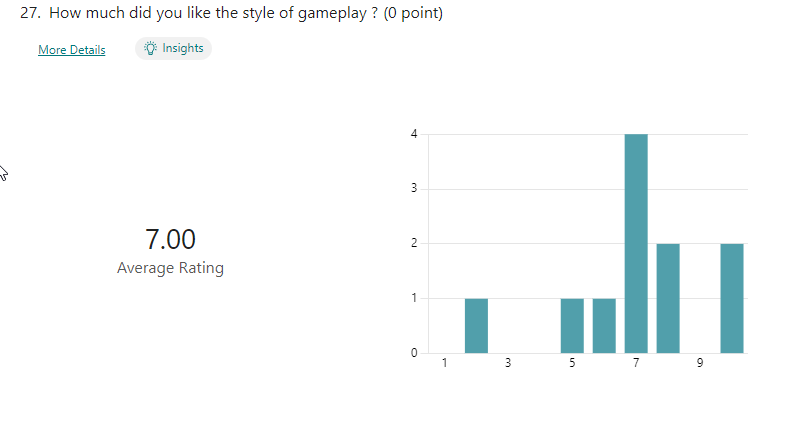 27. How much did you like the style of gameplay ? (0 point)
More Details
Insights
7.00
Average Rating
4
3
2
1
0
1 3 5 7 9